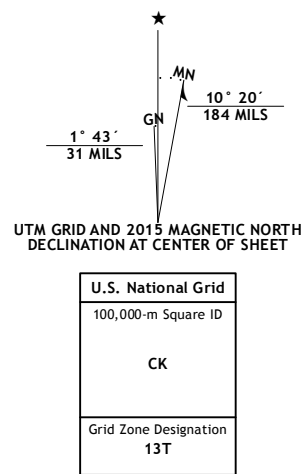 ★
MN
GN
10° 20´
184 MILS
1° 43´
31 MILS
UTM GRID AND 2015 MAGNETIC NORTH
DECLINATION AT CENTER OF SHEET
U.S. National Grid
100,000-m Square ID
CK
Grid Zone Designation
13T